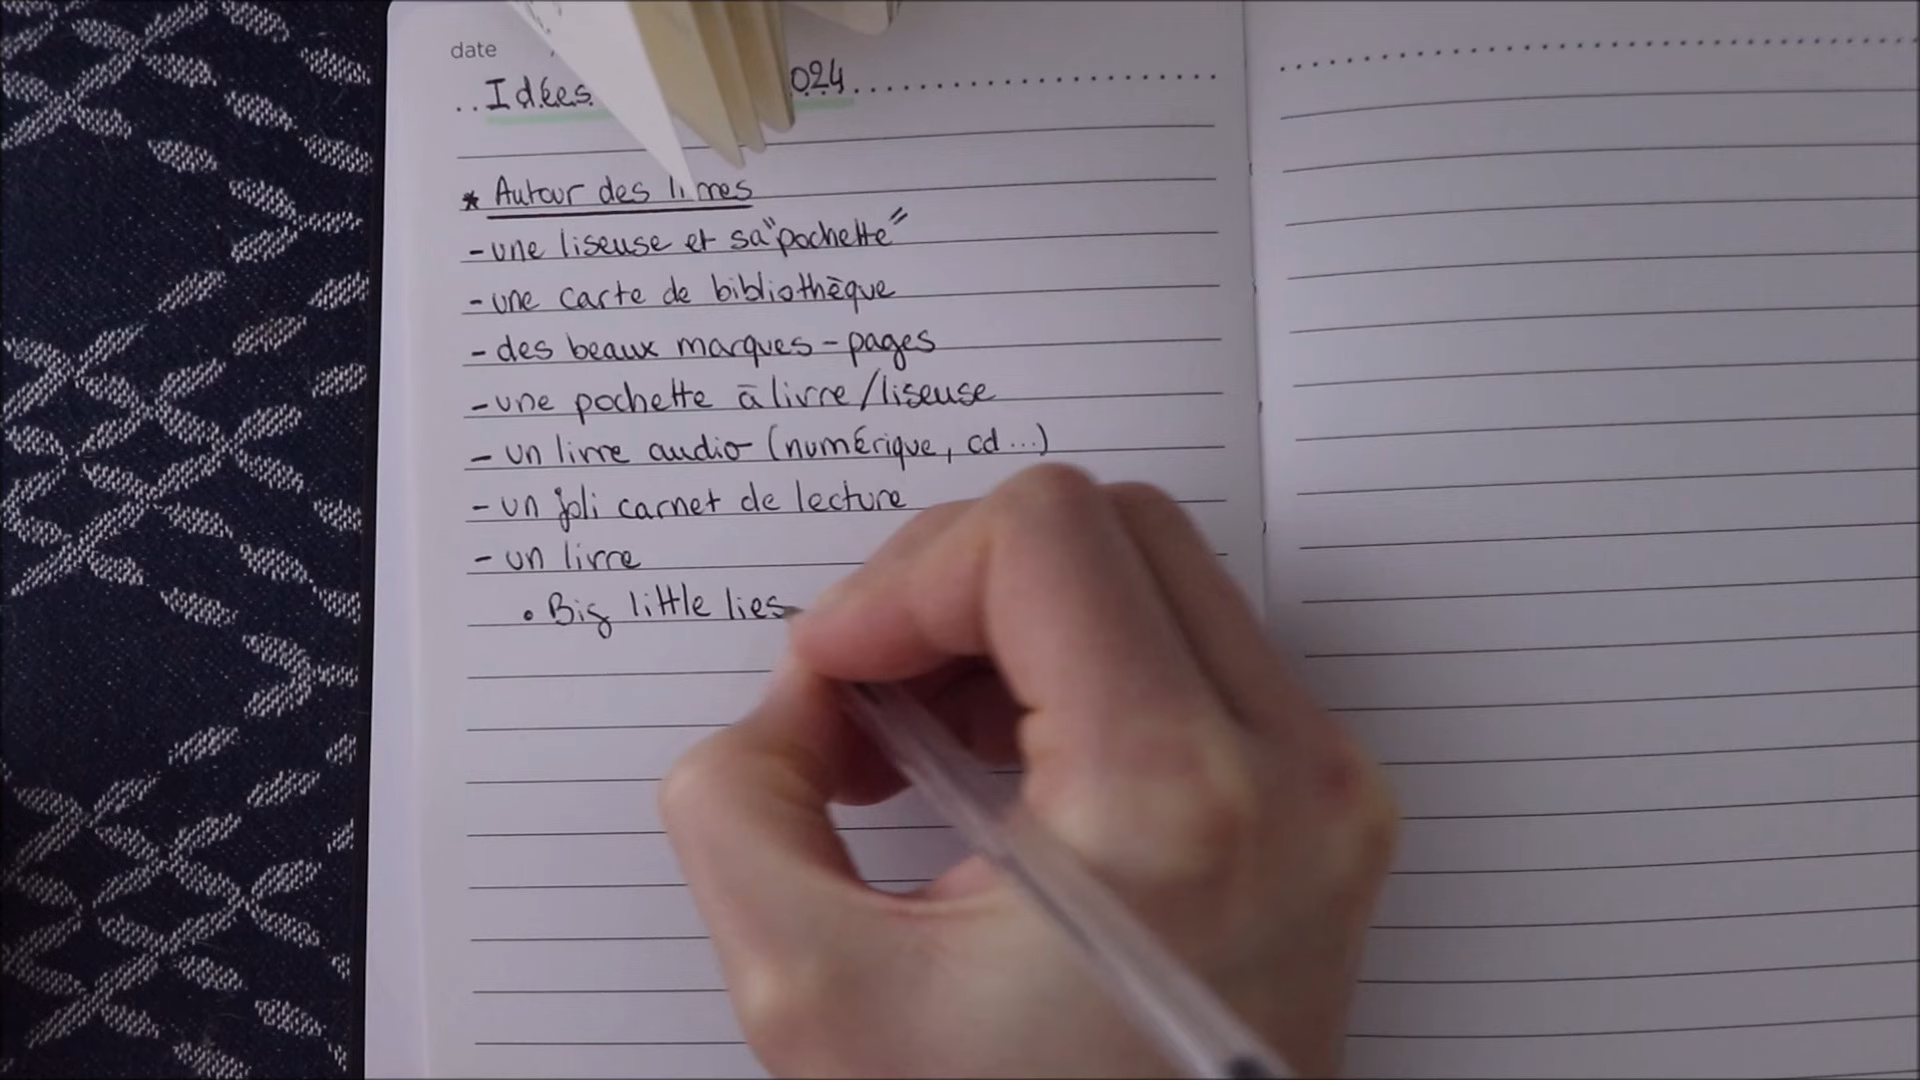 date
Idées 024
* Autour des livres
- une liseuse et sa "pochette"
- une carte de bibliothèque
- des beaux marques-pages
- une pochette à livre/liseuse
- un livre audio (numérique, cd...)
- un joli carnet de lecture
- un livre
• Big little lies